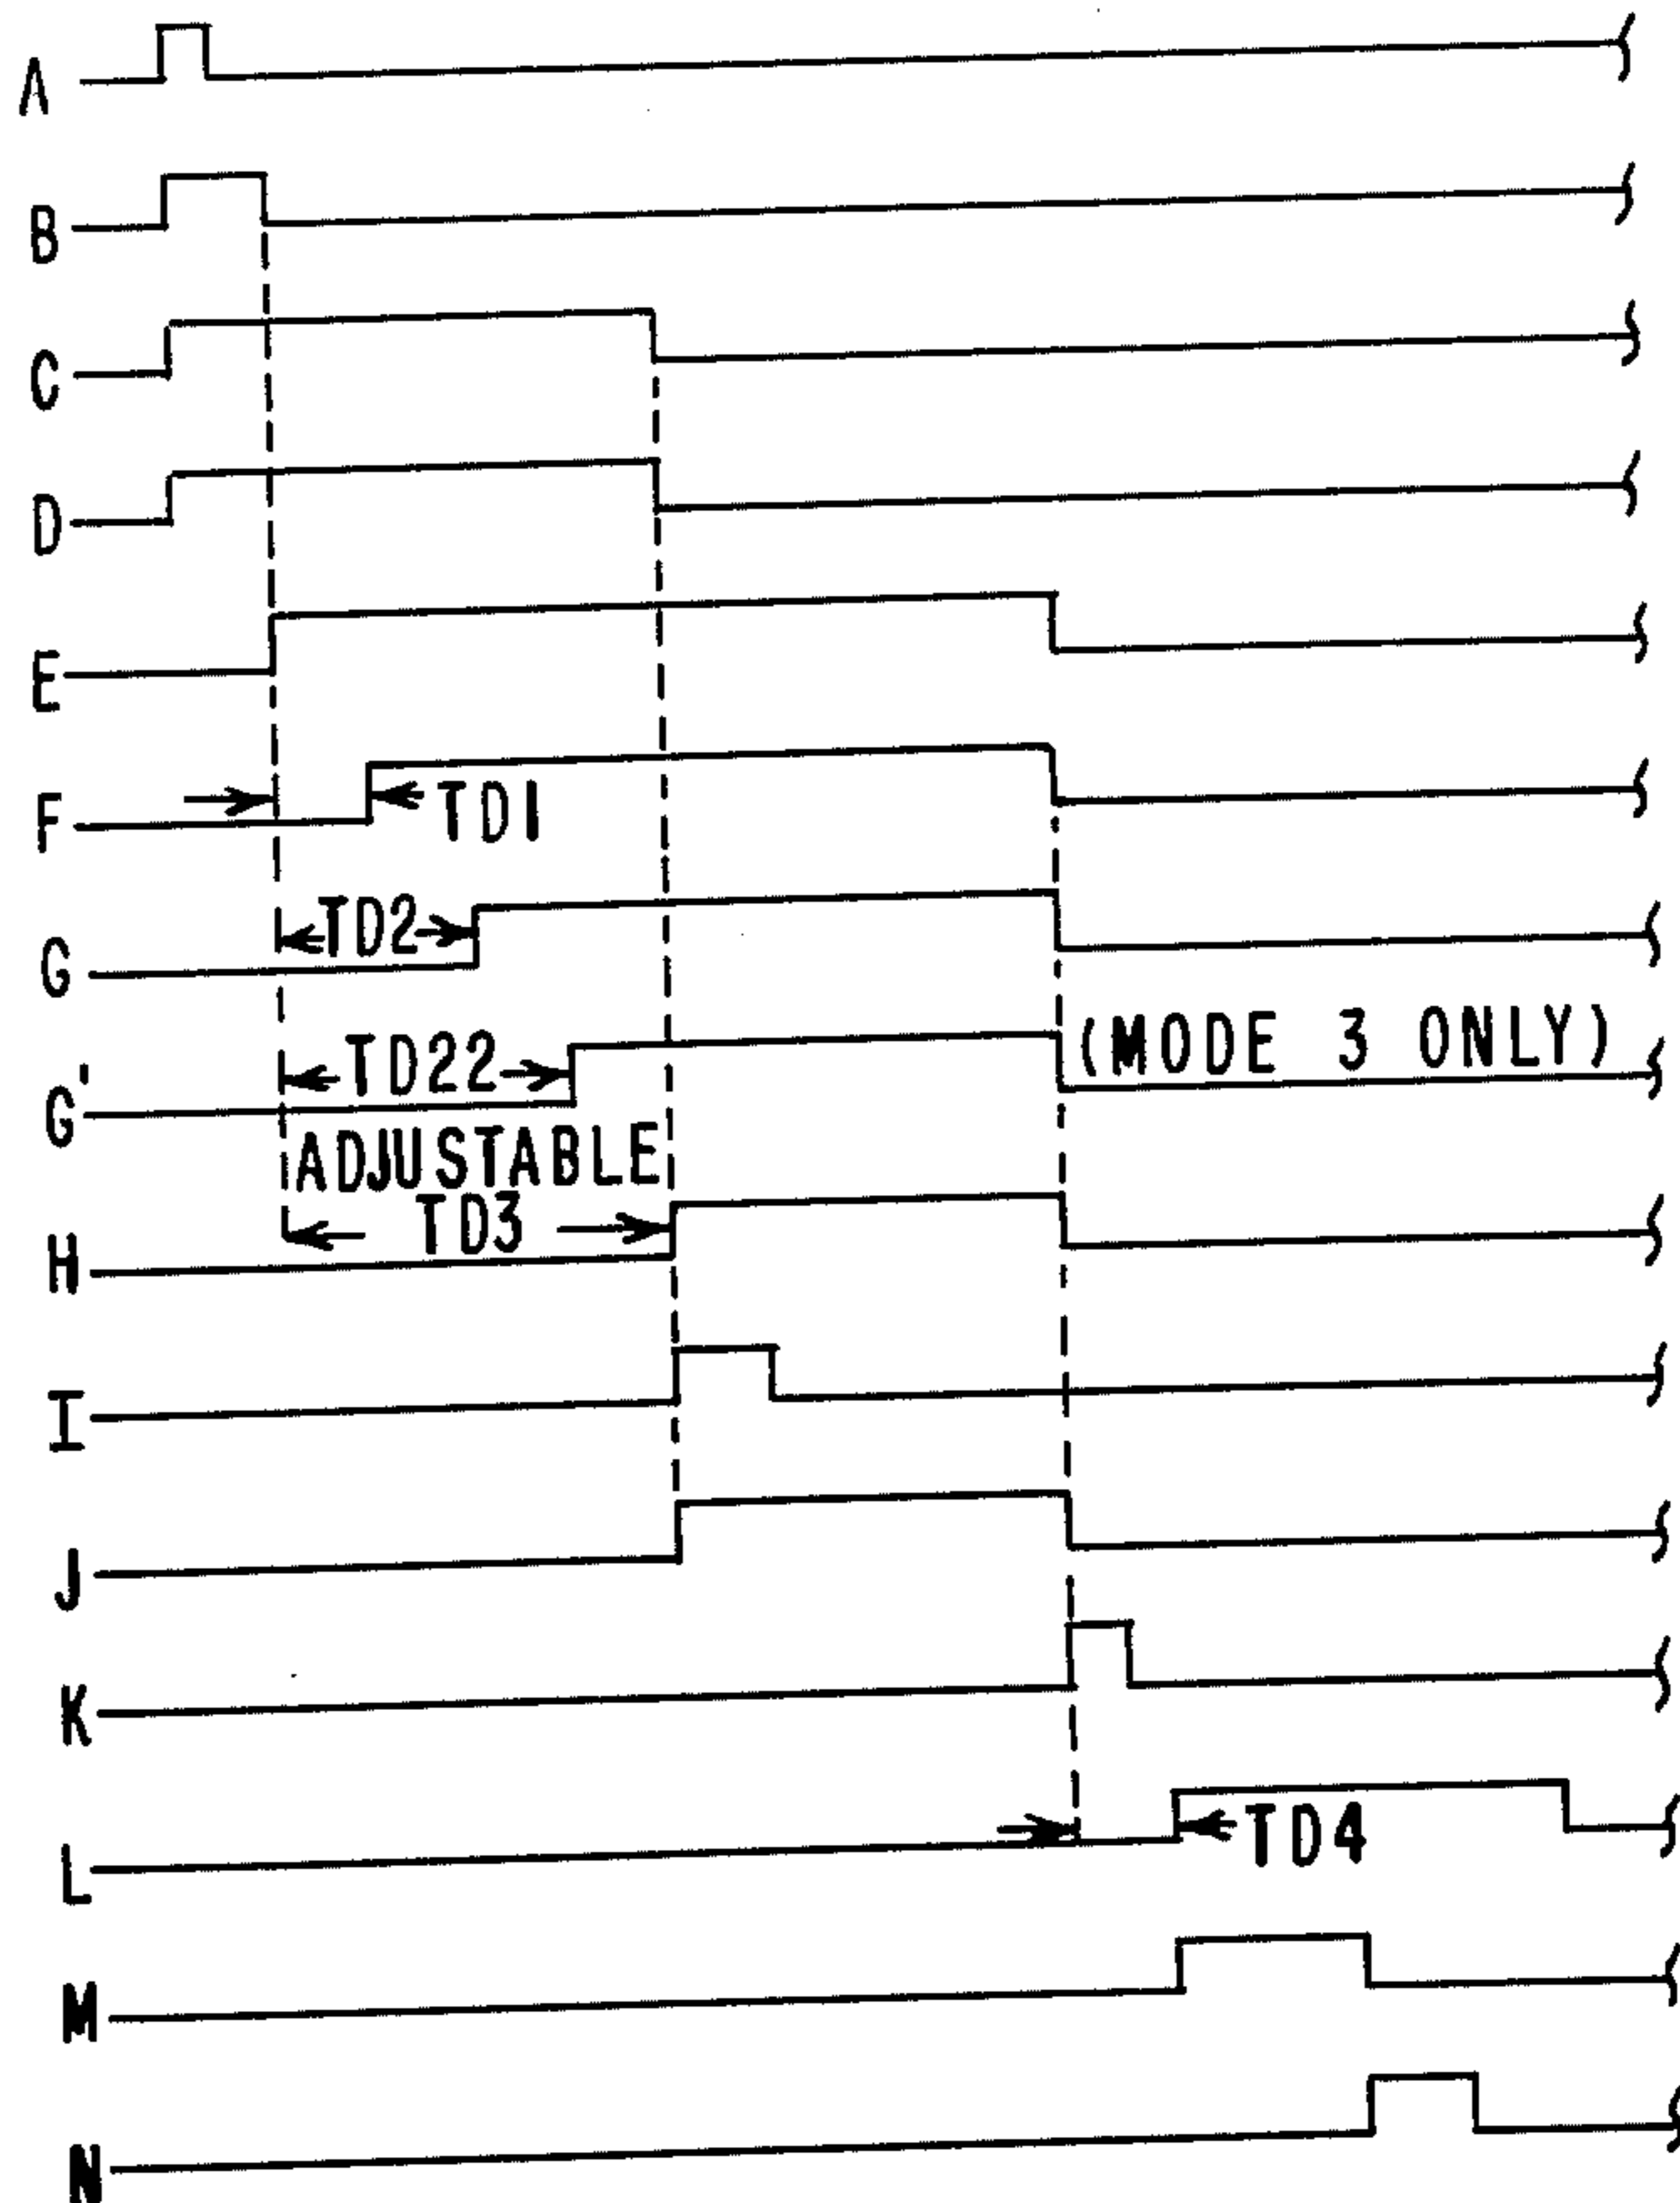 A
B
C
D
E
F TD1
G TD2
G' TD22 (MODE 3 ONLY)
ADJUSTABLE
H TD3
I
J
K
L TD4
M
N